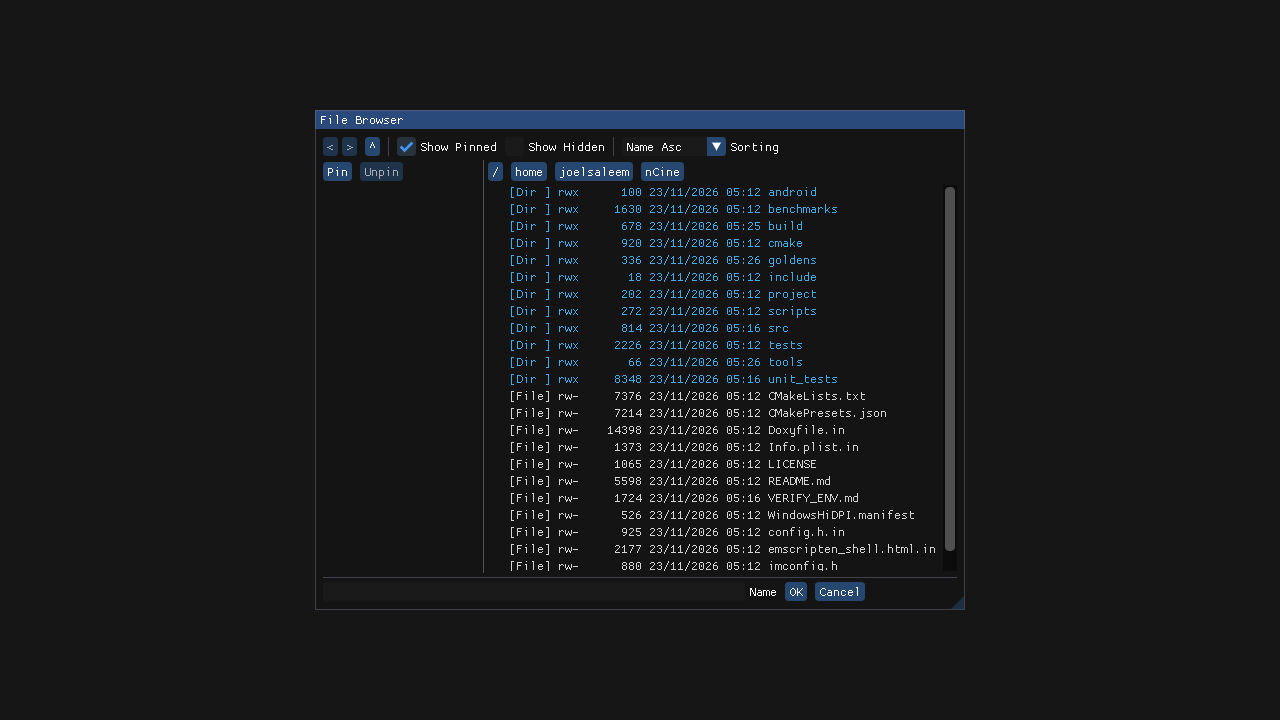 File Browser
< > ^ Show Pinned Show Hidden Name Asc Sorting
Pin Unpin / home joelsaleem nCine
[Dir ] rwx 100 23/11/2026 05:12 android
[Dir ] rwx 1630 23/11/2026 05:12 benchmarks
[Dir ] rwx 678 23/11/2026 05:25 build
[Dir ] rwx 920 23/11/2026 05:12 cmake
[Dir ] rwx 336 23/11/2026 05:26 goldens
[Dir ] rwx 18 23/11/2026 05:12 include
[Dir ] rwx 202 23/11/2026 05:12 project
[Dir ] rwx 272 23/11/2026 05:12 scripts
[Dir ] rwx 814 23/11/2026 05:16 src
[Dir ] rwx 2226 23/11/2026 05:12 tests
[Dir ] rwx 66 23/11/2026 05:26 tools
[Dir ] rwx 8348 23/11/2026 05:16 unit_tests
[File] rw- 7376 23/11/2026 05:12 CMakeLists.txt
[File] rw- 7214 23/11/2026 05:12 CMakePresets.json
[File] rw- 14398 23/11/2026 05:12 Doxyfile.in
[File] rw- 1373 23/11/2026 05:12 Info.plist.in
[File] rw- 1065 23/11/2026 05:12 LICENSE
[File] rw- 5598 23/11/2026 05:12 README.md
[File] rw- 1724 23/11/2026 05:16 VERIFY_ENV.md
[File] rw- 526 23/11/2026 05:12 WindowsHiDPI.manifest
[File] rw- 925 23/11/2026 05:12 config.h.in
[File] rw- 2177 23/11/2026 05:12 emscripten_shell.html.in
[File] rw- 880 23/11/2026 05:12 imconfig.h
Name OK Cancel